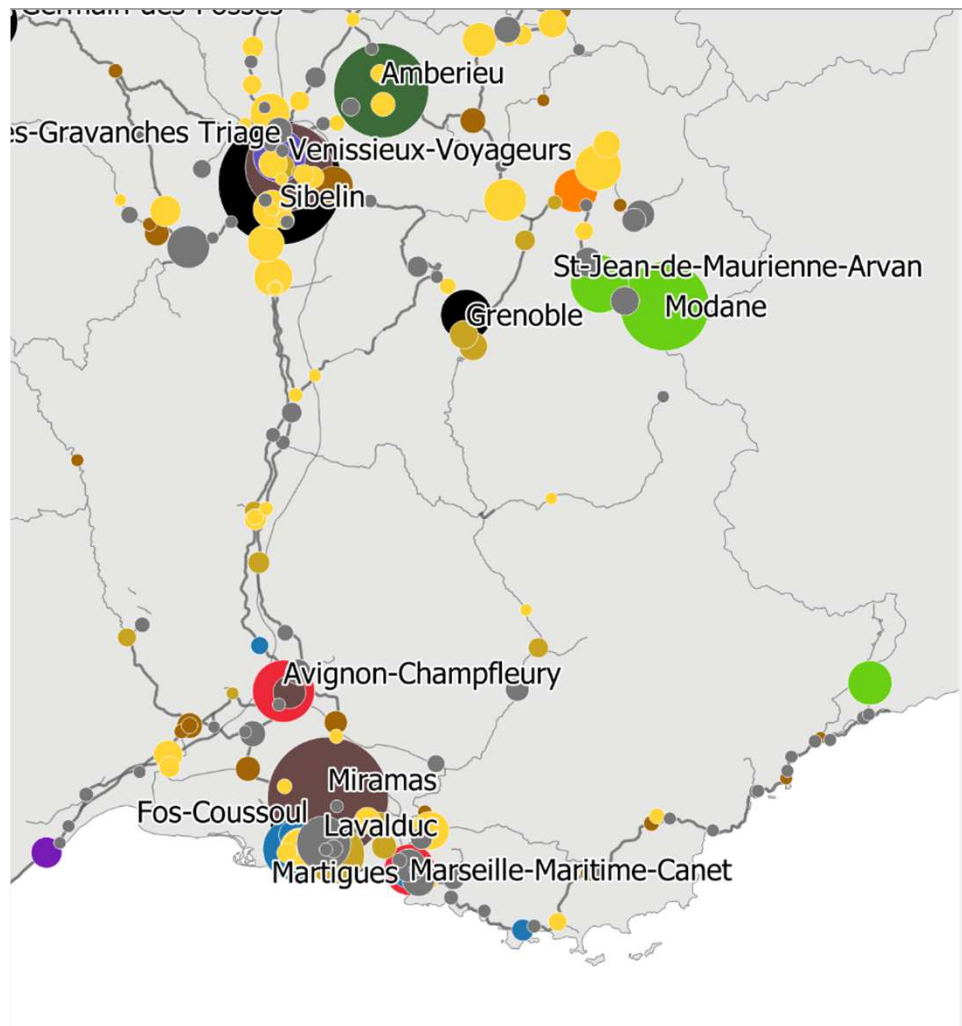 Amberieu
es-Gravanches Triage
Venissieux-Voyageurs
Sibelin
St-Jean-de-Maurienne-Arvan
Modane
Grenoble
Avignon-Champfleury
Miramas
Fos-Coussoul
Lavalduc
Martigues
Marseille-Maritime-Canet